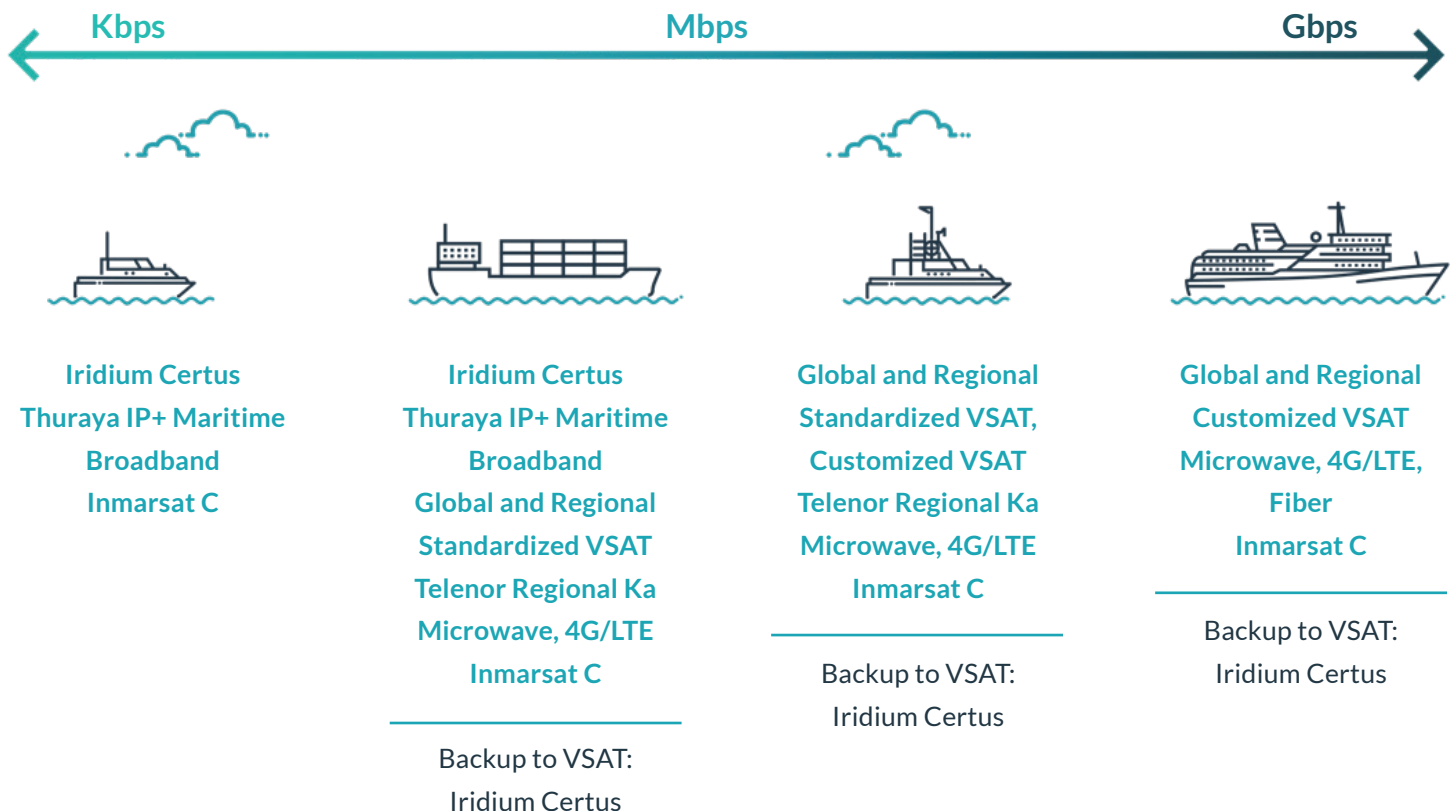 Kbps
Mbps
Gbps
Iridium Certus
Thuraya IP+ Maritime
Broadband
Inmarsat C
Iridium Certus
Thuraya IP+ Maritime
Broadband
Global and Regional
Standardized VSAT
Telenor Regional Ka
Microwave, 4G/LTE
Inmarsat C
Backup to VSAT:
Iridium Certus
Global and Regional
Standardized VSAT,
Customized VSAT
Telenor Regional Ka
Microwave, 4G/LTE
Inmarsat C
Backup to VSAT:
Iridium Certus
Global and Regional
Customized VSAT
Microwave, 4G/LTE,
Fiber
Inmarsat C
Backup to VSAT:
Iridium Certus